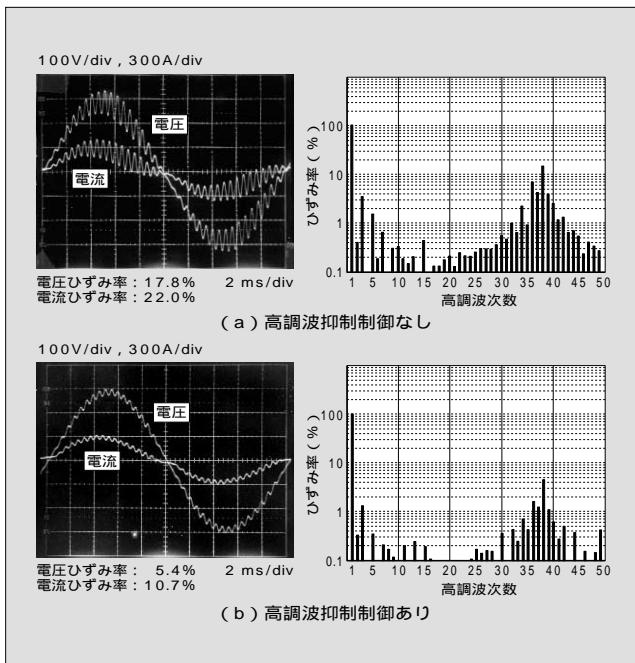 100V/div , 300A/div
電圧
電流
電圧ひずみ率：17.8%　2 ms/div
電流ひずみ率：22.0%
ひずみ率（%）
100
10
1
0.1
1 5 10 15 20 25 30 35 40 45 50
高調波次数
（a）高調波抑制制御なし
100V/div , 300A/div
電圧
電流
電圧ひずみ率： 5.4%　2 ms/div
電流ひずみ率：10.7%
ひずみ率（%）
100
10
1
0.1
1 5 10 15 20 25 30 35 40 45 50
高調波次数
（b）高調波抑制制御あり